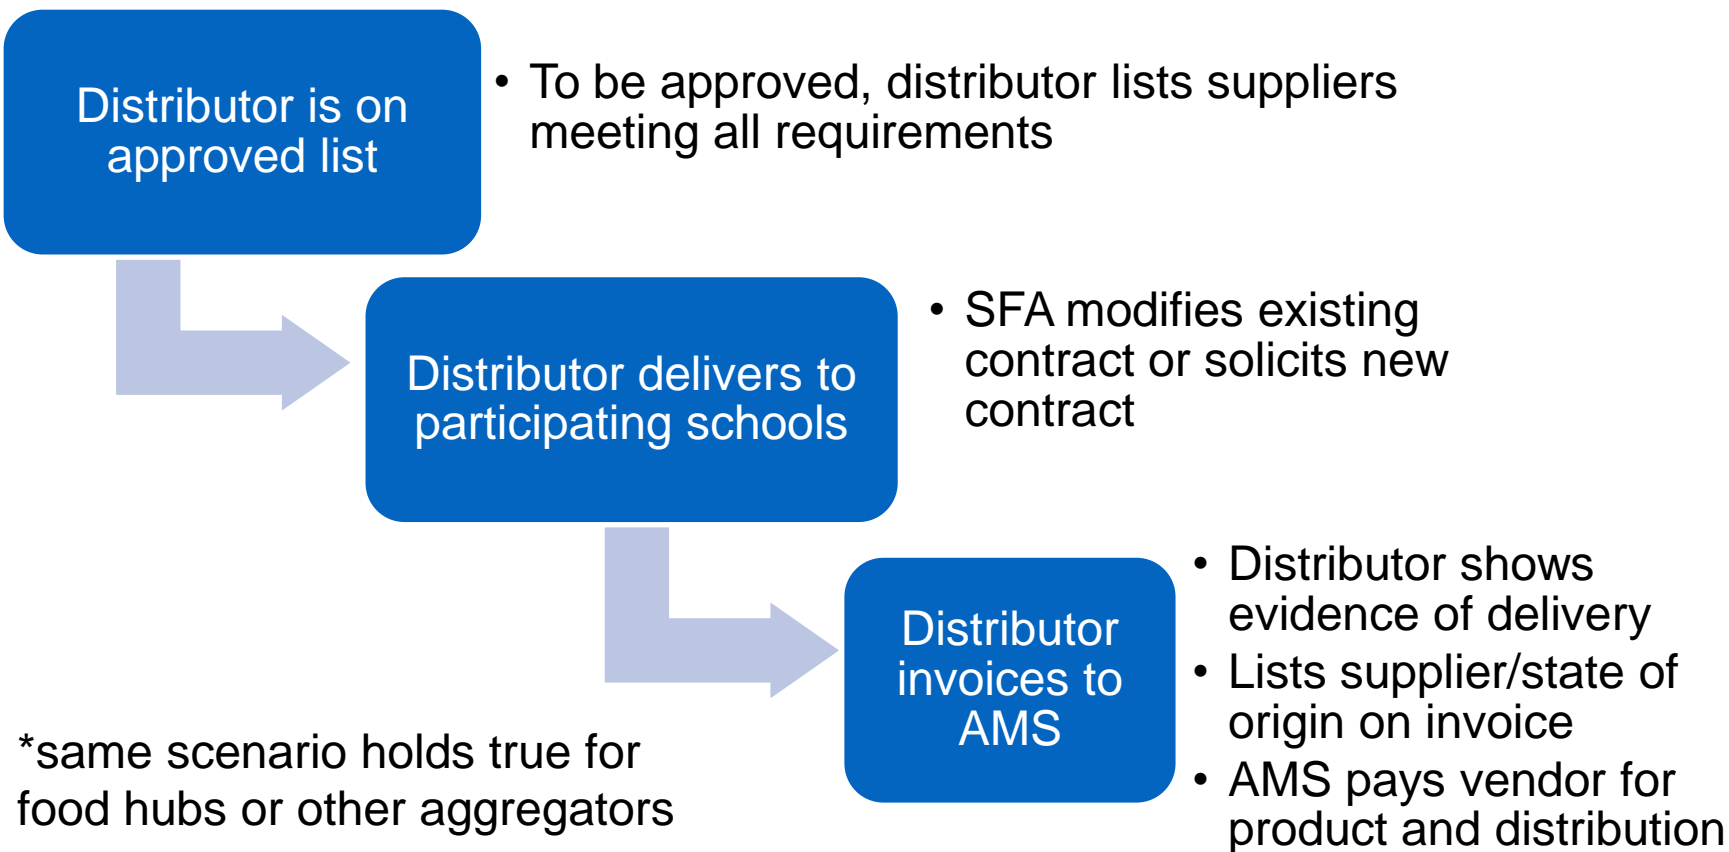 Distributor is on
approved list
• To be approved, distributor lists suppliers
meeting all requirements
Distributor delivers to
participating schools
• SFA modifies existing
contract or solicits new
contract
Distributor
invoices to
AMS
• Distributor shows
evidence of delivery
• Lists supplier/state of
origin on invoice
• AMS pays vendor for
product and distribution
*same scenario holds true for
food hubs or other aggregators